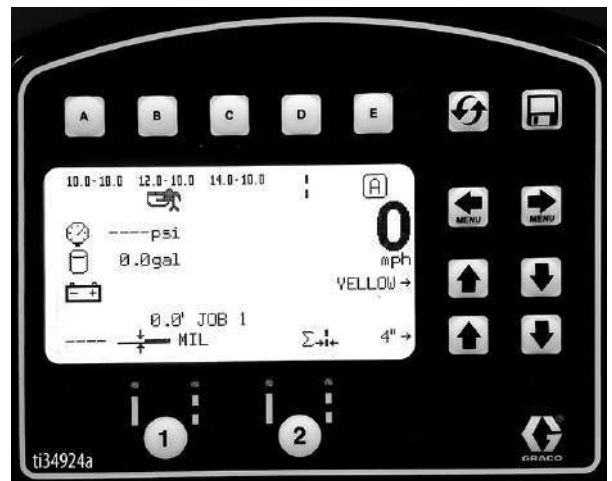 A B C D E
10.0-10.0 12.0-10.0 14.0-10.0
A
----psi
0
0.0gal
mph
YELLOW→
0.0' JOB 1
---- MIL Σ 4"→
MENU MENU
1 2
ti34924a
GRACO